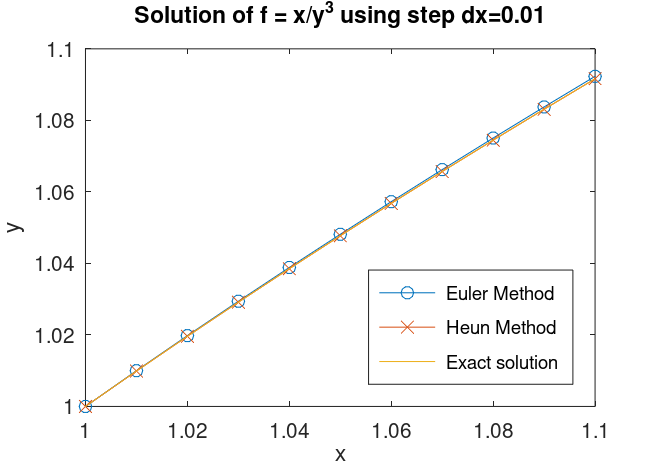 Solution of f = x/y³ using step dx=0.01
1.1
1.08
1.06
1.04
1.02
1
y
Euler Method
Heun Method
Exact solution
1 1.02 1.04 1.06 1.08 1.1
x